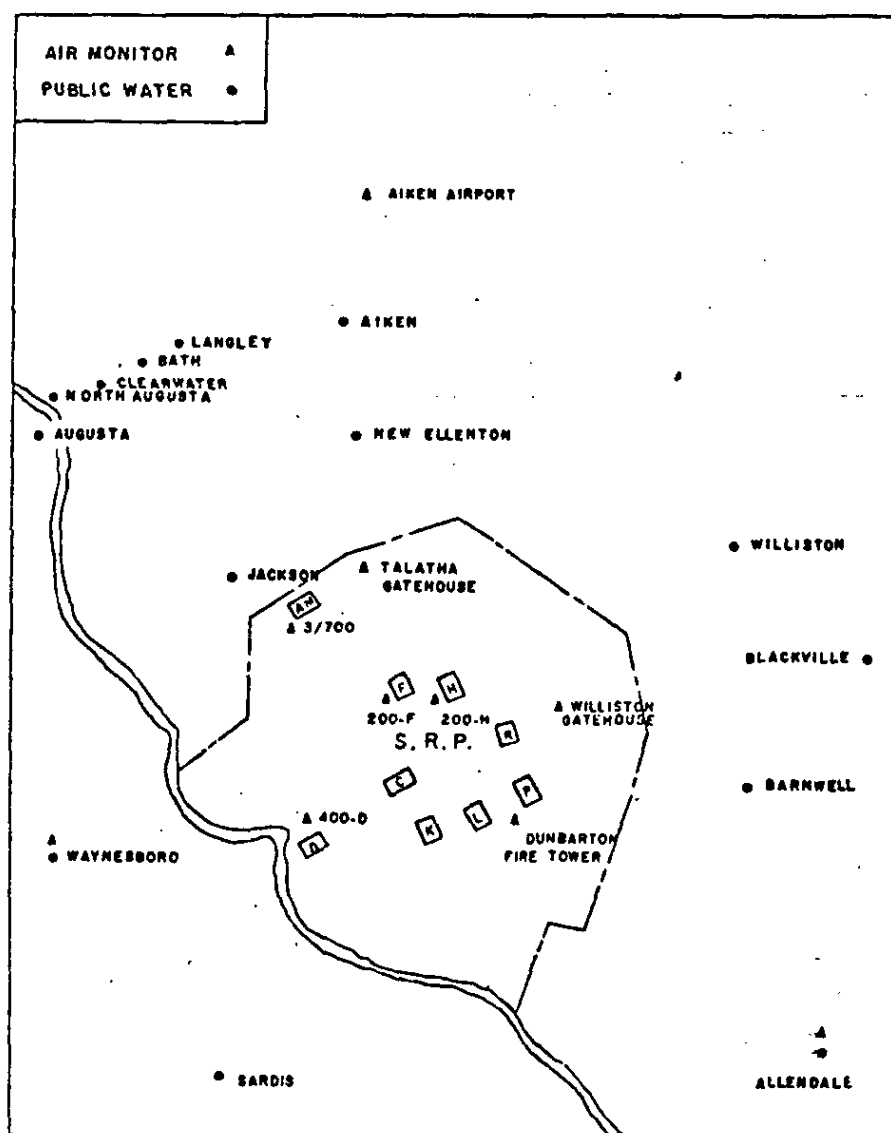 AIR MONITOR
PUBLIC WATER
AIKEN AIRPORT
AIKEN
LANGLEY
BATH
CLEARWATER
NORTH AUGUSTA
AUGUSTA
NEW ELLENTON
WILLISTON
JACKSON
TALATHA
GATEHOUSE
AM
3/700
BLACKVILLE
F
H
200-F
200-H
WILLISTON
GATEHOUSE
S. R. P.
R
C
P
BARNWELL
400-D
K
L
D
DUNBARTON
FIRE TOWER
WAYNESBORO
SARDIS
ALLENDALE